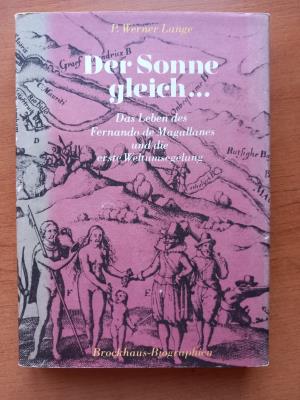 P. Werner Lange
Der Sonne
gleich...
Das Leben des
Fernando de Magallanes
und die
erste Weltumsegelung
Brockhaus-Biographien